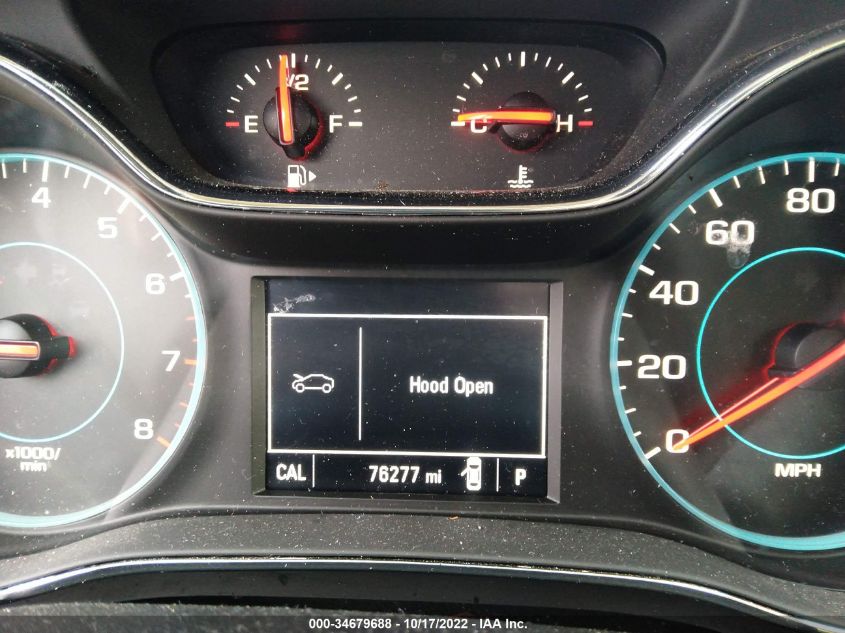 1/2
E F
C H
4
5
6
7
8
x1000/
min
Hood Open
CAL 76277 mi P
0
20
40
60
80
MPH
000-34679688 - 10/17/2022 - IAA Inc.